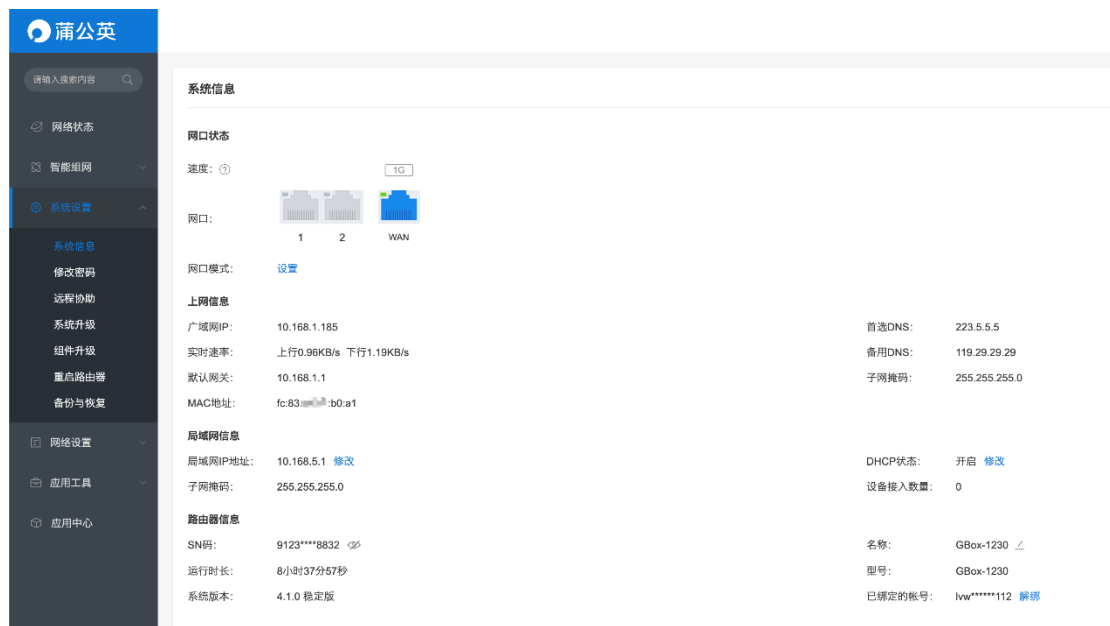 蒲公英
请输入搜索内容
网络状态
智能组网
系统设置
系统信息
修改密码
远程协助
系统升级
组件升级
重启路由器
备份与恢复
网络设置
应用工具
应用中心
系统信息
网口状态
速度: ?
1G
网口:
1 2 WAN
网口模式: 设置
上网信息
广域网IP: 10.168.1.185 首选DNS: 223.5.5.5
实时速率: 上行0.96KB/s 下行1.19KB/s 备用DNS: 119.29.29.29
默认网关: 10.168.1.1 子网掩码: 255.255.255.0
MAC地址: fc:83: :b0:a1
局域网信息
局域网IP地址: 10.168.5.1 修改 DHCP状态: 开启 修改
子网掩码: 255.255.255.0 设备接入数量: 0
路由器信息
SN码: 9123****8832 名称: GBox-1230
运行时长: 8小时37分57秒 型号: GBox-1230
系统版本: 4.1.0 稳定版 已绑定的帐号: lvw******112 解绑